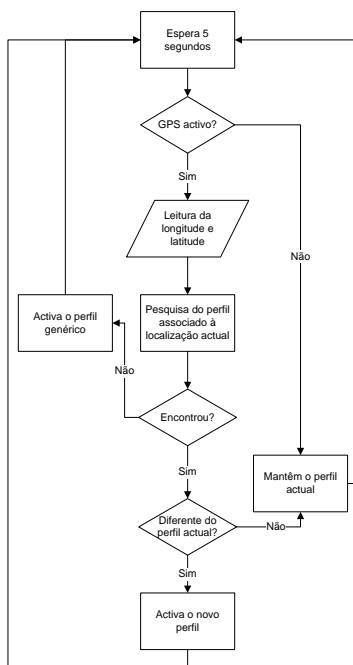 Espera 5
segundos
GPS activo?
Sim
Leitura da
longitude e
latitude
Não
Pesquisa do perfil
associado à
localização actual
Activa o perfil
genérico
Não
Encontrou?
Sim
Mantêm o perfil
actual
Diferente do
perfil actual?
Não
Sim
Activa o novo
perfil